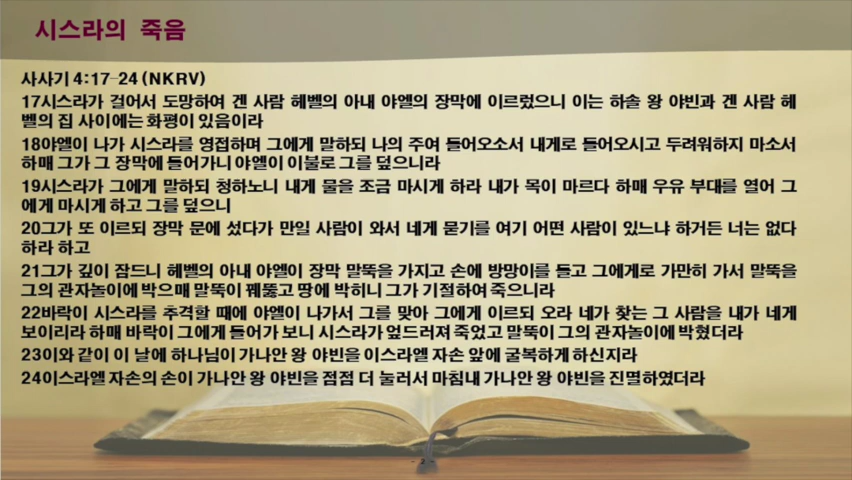 시스라의 죽음
사사기 4:17-24 (NKRV)
17시스라가 걸어서 도망하여 겐 사람 헤벨의 아내 야엘의 장막에 이르렀으니 이는 하솔 왕 야빈과 겐 사람 헤
벨의 집 사이에는 화평이 있음이라
18야엘이 나가 시스라를 영접하며 그에게 말하되 나의 주여 들어오소서 내게로 들어오시고 두려워하지 마소서
하매 그가 그 장막에 들어가니 야엘이 이불로 그를 덮으니라
19시스라가 그에게 말하되 청하노니 내게 물을 조금 마시게 하라 내가 목이 마르다 하매 우유 부대를 열어 그
에게 마시게 하고 그를 덮으니
20그가 또 이르되 장막 문에 섰다가 만일 사람이 와서 네게 묻기를 여기 어떤 사람이 있느냐 하거든 너는 없다
하라 하고
21그가 깊이 잠드니 헤벨의 아내 야엘이 장막 말뚝을 가지고 손에 방망이를 들고 그에게로 가만히 가서 말뚝을
그의 관자놀이에 박으매 말뚝이 꿰뚫고 땅에 박히니 그가 기절하여 죽으니라
22바락이 시스라를 추격할 때에 야엘이 나가서 그를 맞아 그에게 이르되 오라 네가 찾는 그 사람을 내가 네게
보이리라 하매 바락이 그에게 들어가 보니 시스라가 엎드러져 죽었고 말뚝이 그의 관자놀이에 박혔더라
23이와 같이 이 날에 하나님이 가나안 왕 야빈을 이스라엘 자손 앞에 굴복하게 하신지라
24이스라엘 자손의 손이 가나안 왕 야빈을 점점 더 눌러서 마침내 가나안 왕 야빈을 진멸하였더라